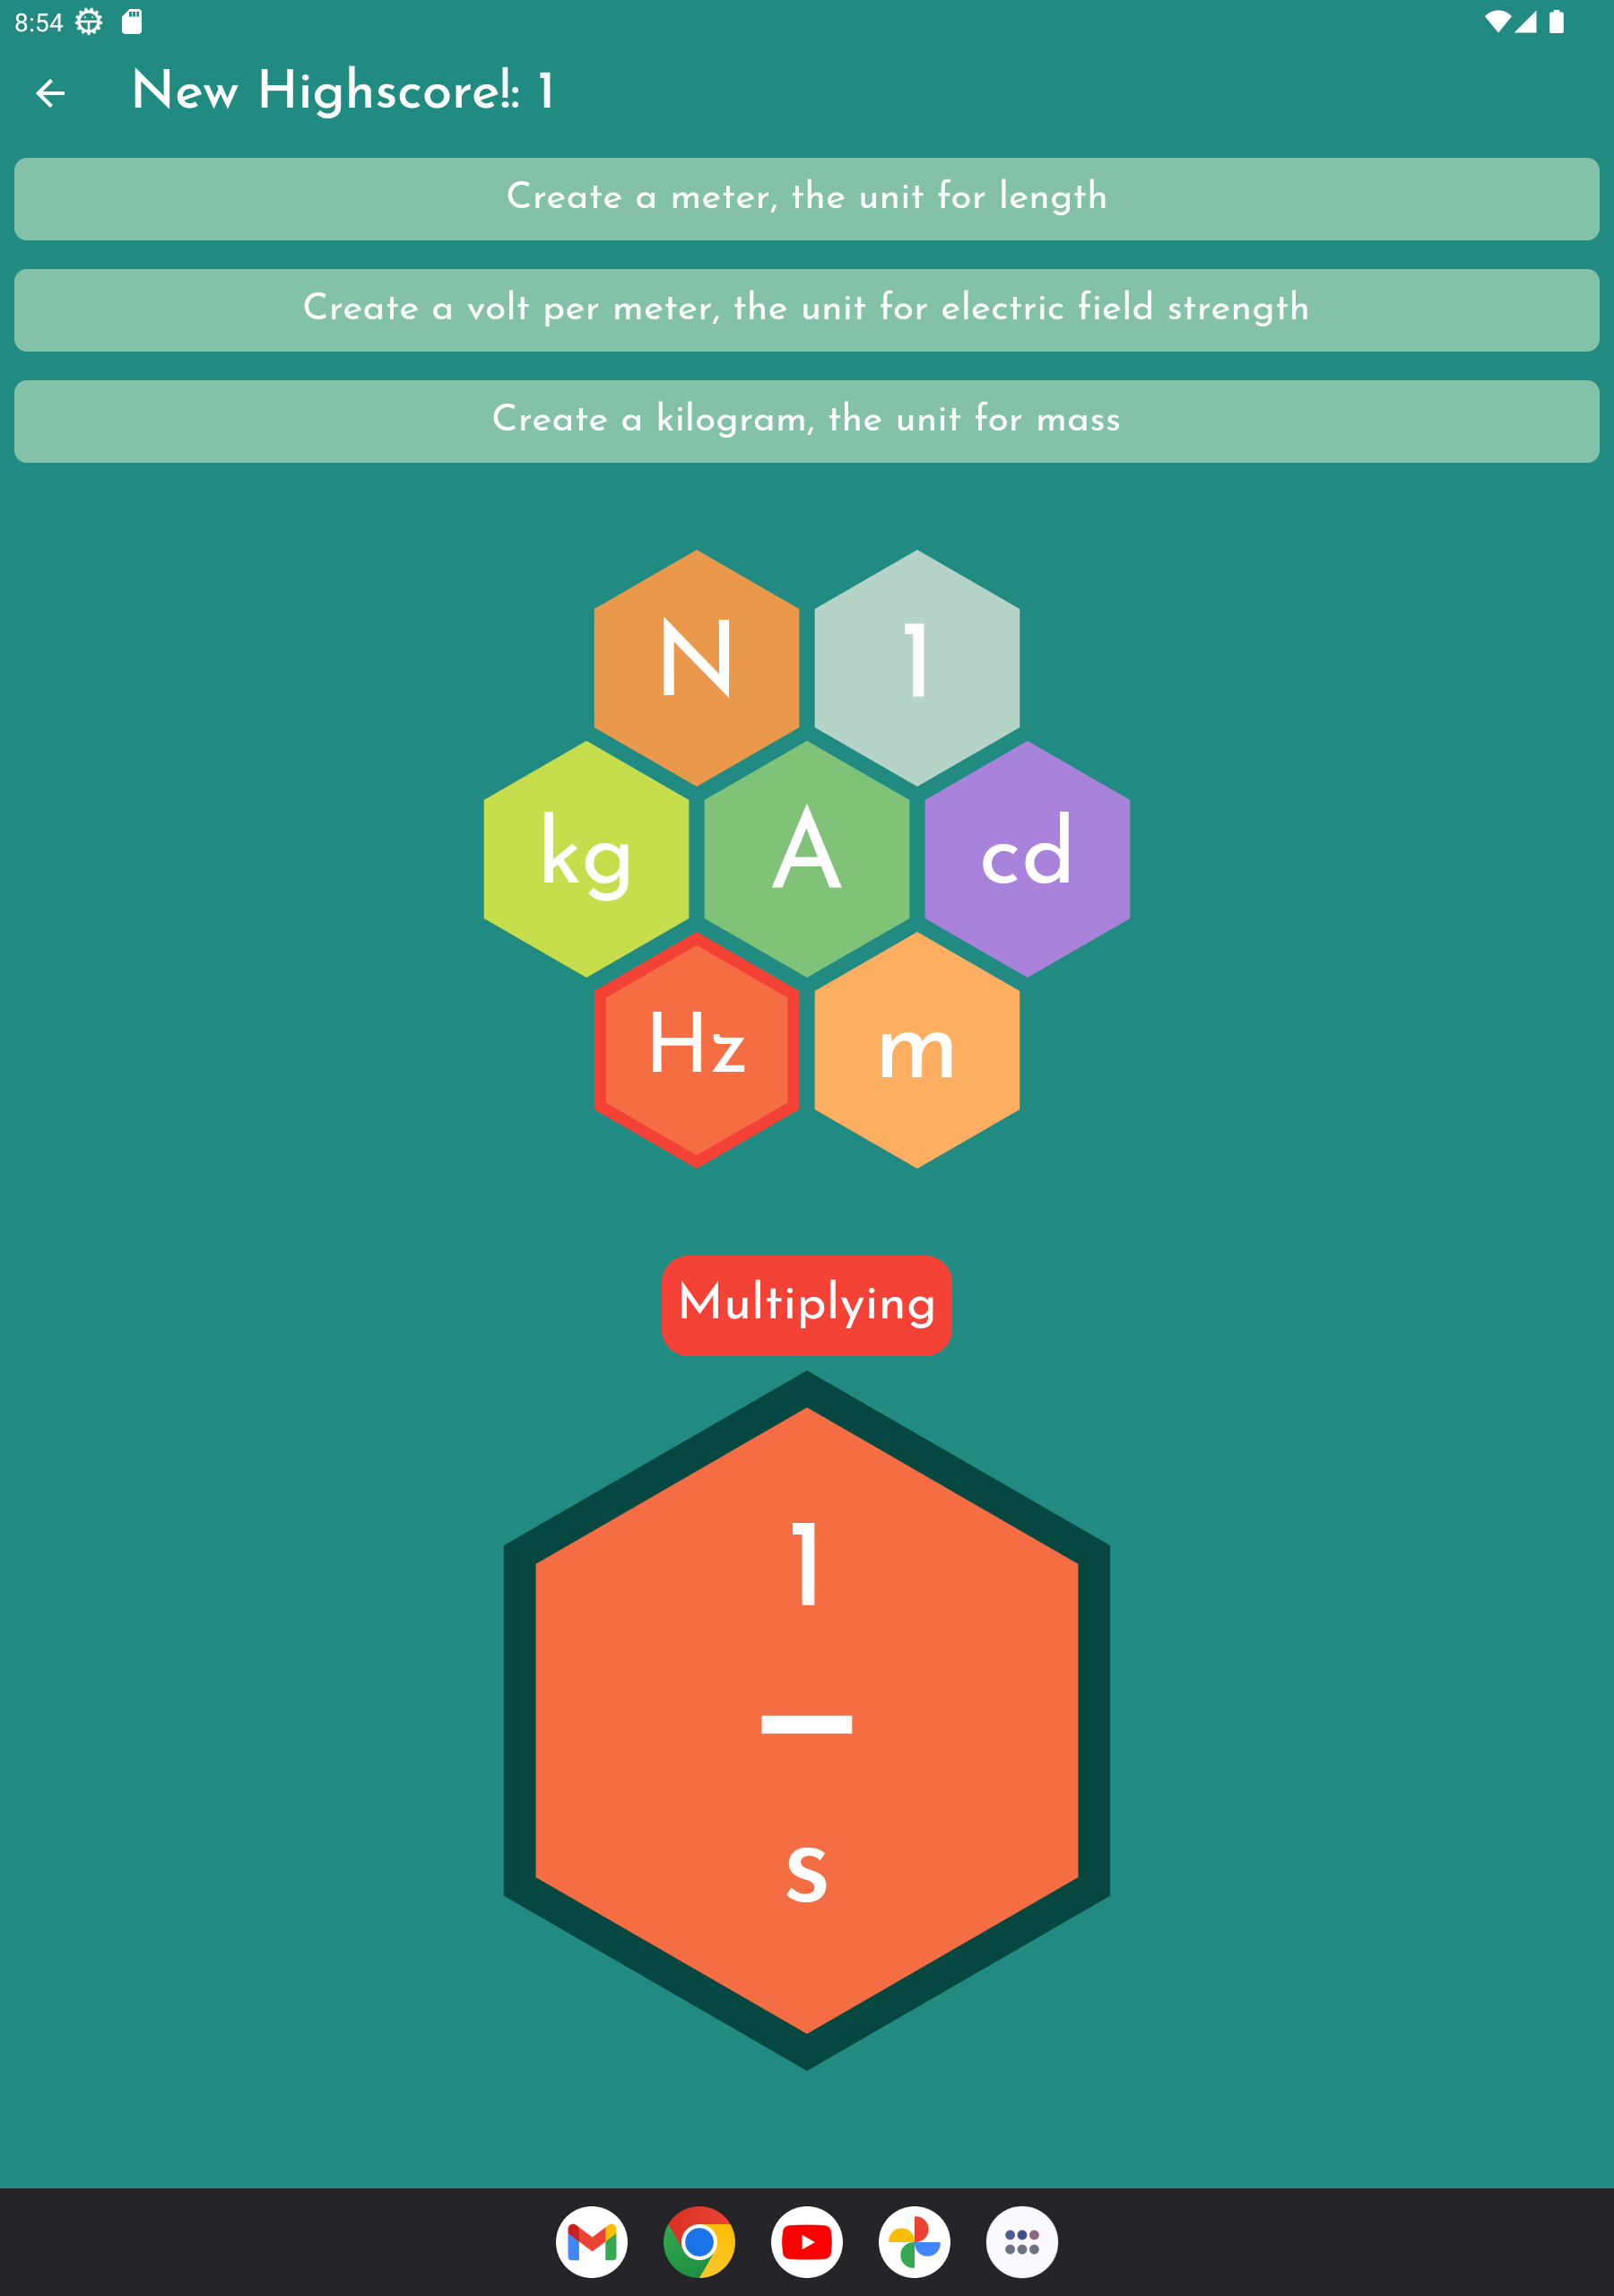 8:54
New Highscore!: 1
Create a meter, the unit for length
Create a volt per meter, the unit for electric field strength
Create a kilogram, the unit for mass
N 1
kg A cd
Hz m
Multiplying
1
s